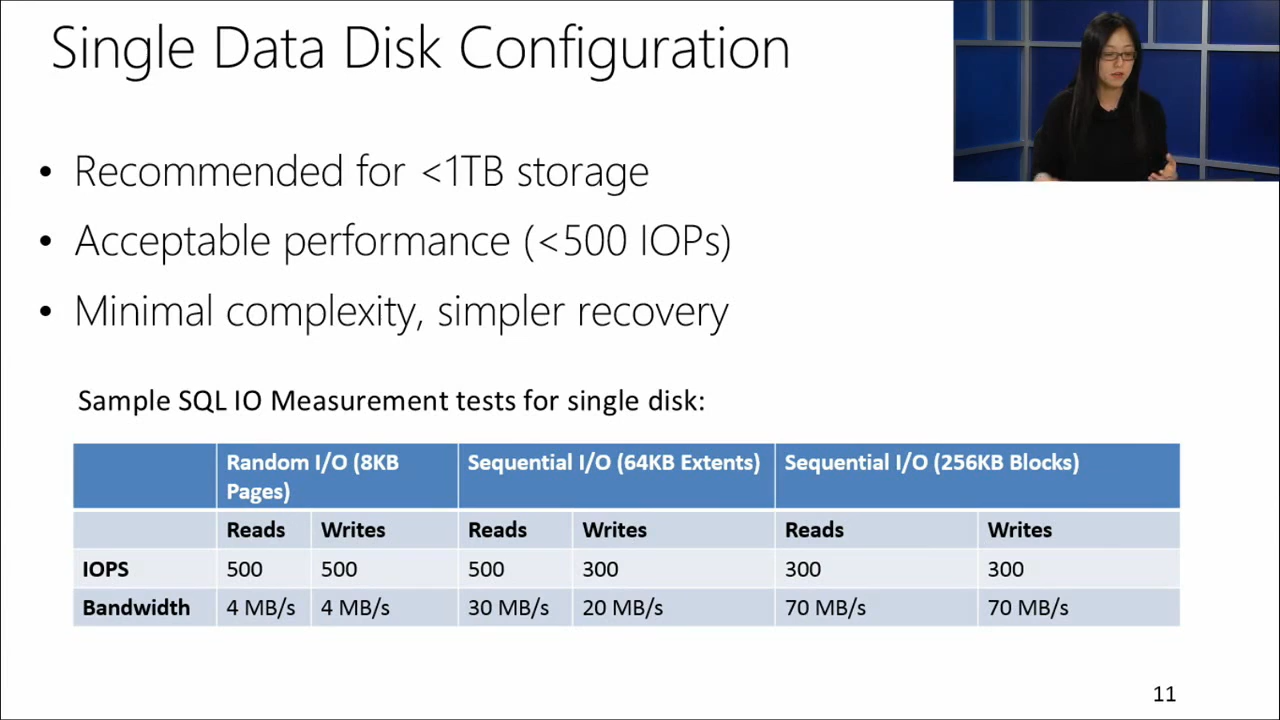 Single Data Disk Configuration
• Recommended for <1TB storage
• Acceptable performance (<500 IOPs)
• Minimal complexity, simpler recovery
Sample SQL IO Measurement tests for single disk:
Random I/O (8KB Pages) Sequential I/O (64KB Extents) Sequential I/O (256KB Blocks)
Reads Writes Reads Writes Reads Writes
IOPS 500 500 500 300 300 300
Bandwidth 4 MB/s 4 MB/s 30 MB/s 20 MB/s 70 MB/s 70 MB/s
11